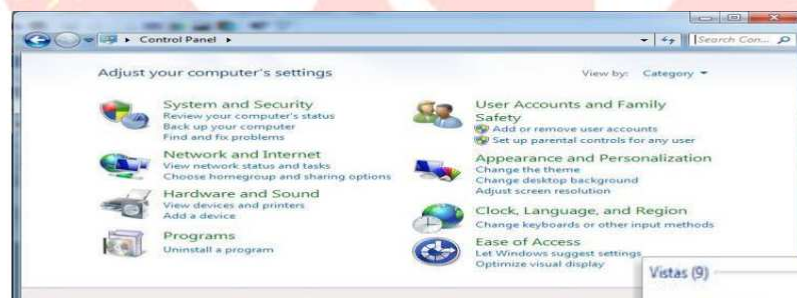 Control Panel
Search Con...
Adjust your computer's settings
View by: Category
System and Security
Review your computer's status
Back up your computer
Find and fix problems
Network and Internet
View network status and tasks
Choose homegroup and sharing options
Hardware and Sound
View devices and printers
Add a device
Programs
Uninstall a program
User Accounts and Family
Safety
Add or remove user accounts
Set up parental controls for any user
Appearance and Personalization
Change the theme
Change desktop background
Adjust screen resolution
Clock, Language, and Region
Change keyboards or other input methods
Ease of Access
Let Windows suggest settings
Optimize visual display
Vistas (9)